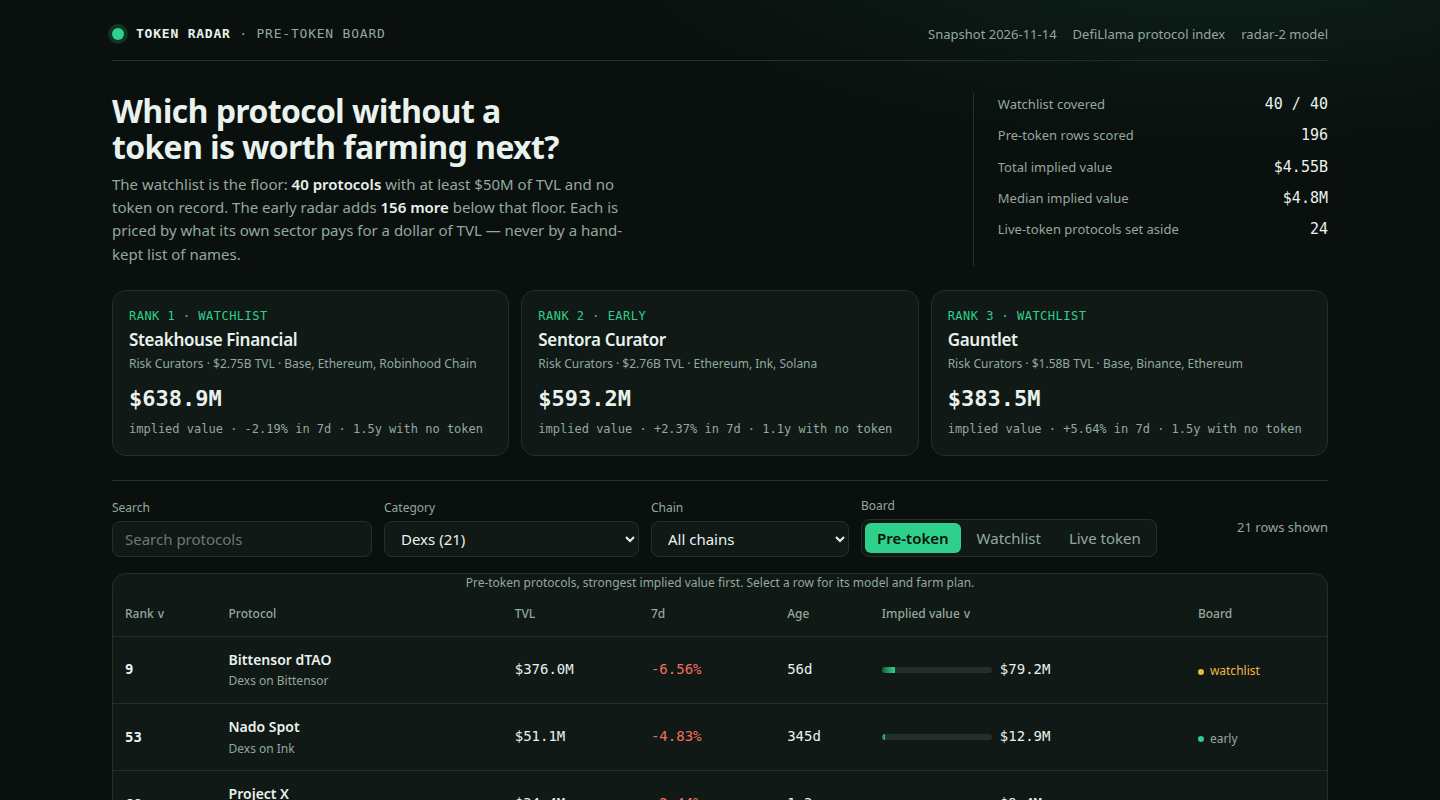 TOKEN RADAR · PRE-TOKEN BOARD
Snapshot 2026-11-14 DefiLlama protocol index radar-2 model
Which protocol without a
token is worth farming next?
The watchlist is the floor: 40 protocols with at least $50M of TVL and no
token on record. The early radar adds 156 more below that floor. Each is
priced by what its own sector pays for a dollar of TVL — never by a hand-
kept list of names.
Watchlist covered 40 / 40
Pre-token rows scored 196
Total implied value $4.55B
Median implied value $4.8M
Live-token protocols set aside 24
RANK 1 · WATCHLIST
Steakhouse Financial
Risk Curators · $2.75B TVL · Base, Ethereum, Robinhood Chain
$638.9M
implied value · -2.19% in 7d · 1.5y with no token
RANK 2 · EARLY
Sentora Curator
Risk Curators · $2.76B TVL · Ethereum, Ink, Solana
$593.2M
implied value · +2.37% in 7d · 1.1y with no token
RANK 3 · WATCHLIST
Gauntlet
Risk Curators · $1.58B TVL · Base, Binance, Ethereum
$383.5M
implied value · +5.64% in 7d · 1.5y with no token
Search Category Chain Board
Search protocols Dexs (21) All chains Pre-token Watchlist Live token 21 rows shown
Pre-token protocols, strongest implied value first. Select a row for its model and farm plan.
Rank v Protocol TVL 7d Age Implied value v Board
9 Bittensor dTAO $376.0M -6.56% 56d $79.2M watchlist
Dexs on Bittensor
53 Nado Spot $51.1M -4.83% 345d $12.9M early
Dexs on Ink
Project X